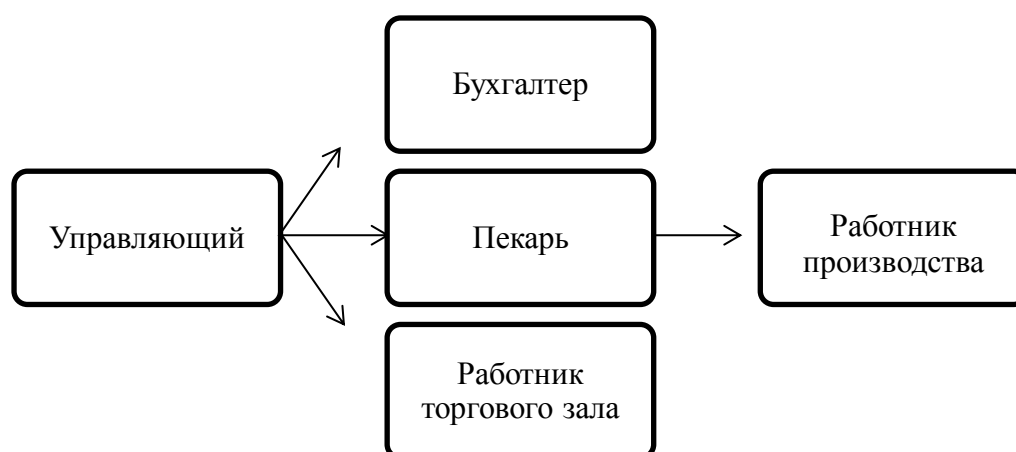 Бухгалтер
Управляющий
Пекарь
Работник
производства
Работник
торгового зала